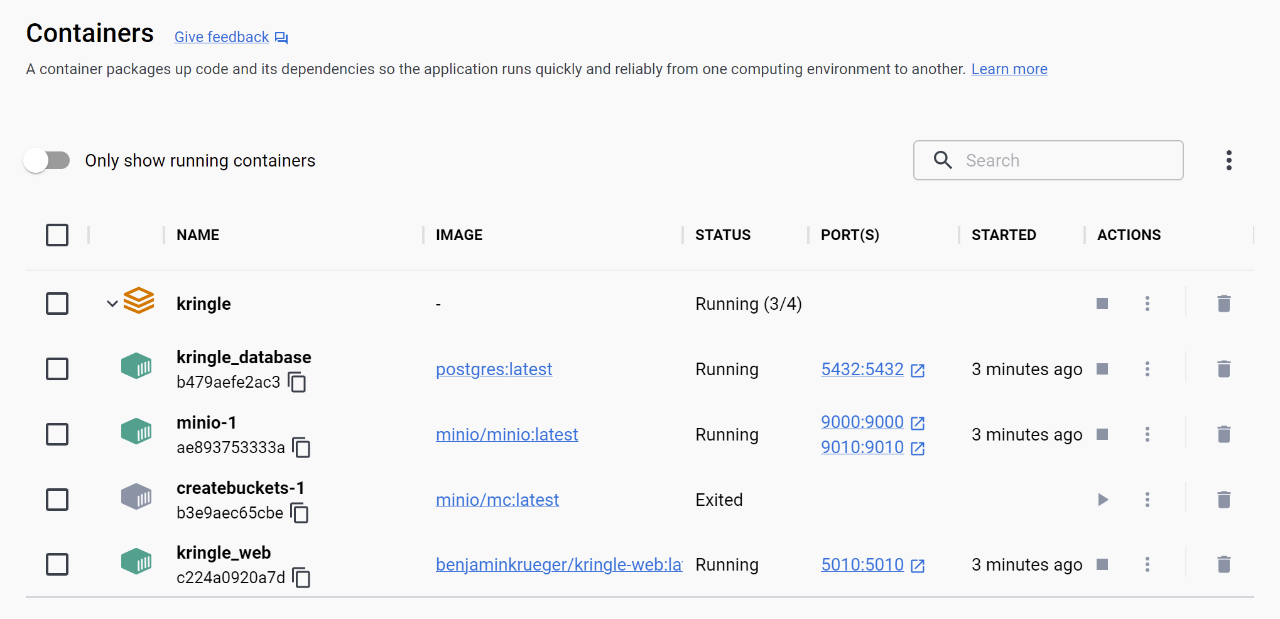 Containers Give feedback
A container packages up code and its dependencies so the application runs quickly and reliably from one computing environment to another. Learn more
Only show running containers
Search
NAME IMAGE STATUS PORT(S) STARTED ACTIONS
kringle - Running (3/4)
kringle_database
b479aefe2ac3
postgres:latest Running 5432:5432 3 minutes ago
minio-1
ae893753333a
minio/minio:latest Running 9000:9000
9010:9010
3 minutes ago
createbuckets-1
b3e9aec65cbe
minio/mc:latest Exited
kringle_web
c224a0920a7d
benjaminkrueger/kringle-web:la Running 5010:5010 3 minutes ago